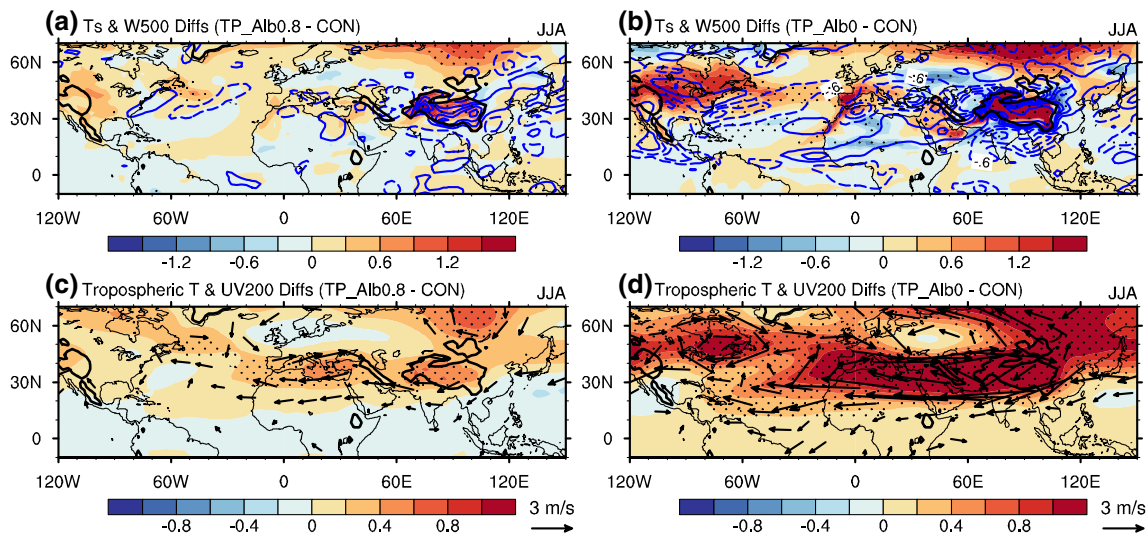 (a) Ts & W500 Diffs (TP_Alb0.8 - CON) JJA
60N
30N
0
120W 60W 0 60E 120E
-1.2 -0.6 0 0.6 1.2
(b) Ts & W500 Diffs (TP_Alb0 - CON) JJA
-.6
-.6
-.6
60N
30N
0
120W 60W 0 60E 120E
-1.2 -0.6 0 0.6 1.2
(c) Tropospheric T & UV200 Diffs (TP_Alb0.8 - CON) JJA
60N
30N
0
120W 60W 0 60E 120E
-0.8 -0.4 0 0.4 0.8 3 m/s
(d) Tropospheric T & UV200 Diffs (TP_Alb0 - CON) JJA
60N
30N
0
120W 60W 0 60E 120E
-0.8 -0.4 0 0.4 0.8 3 m/s